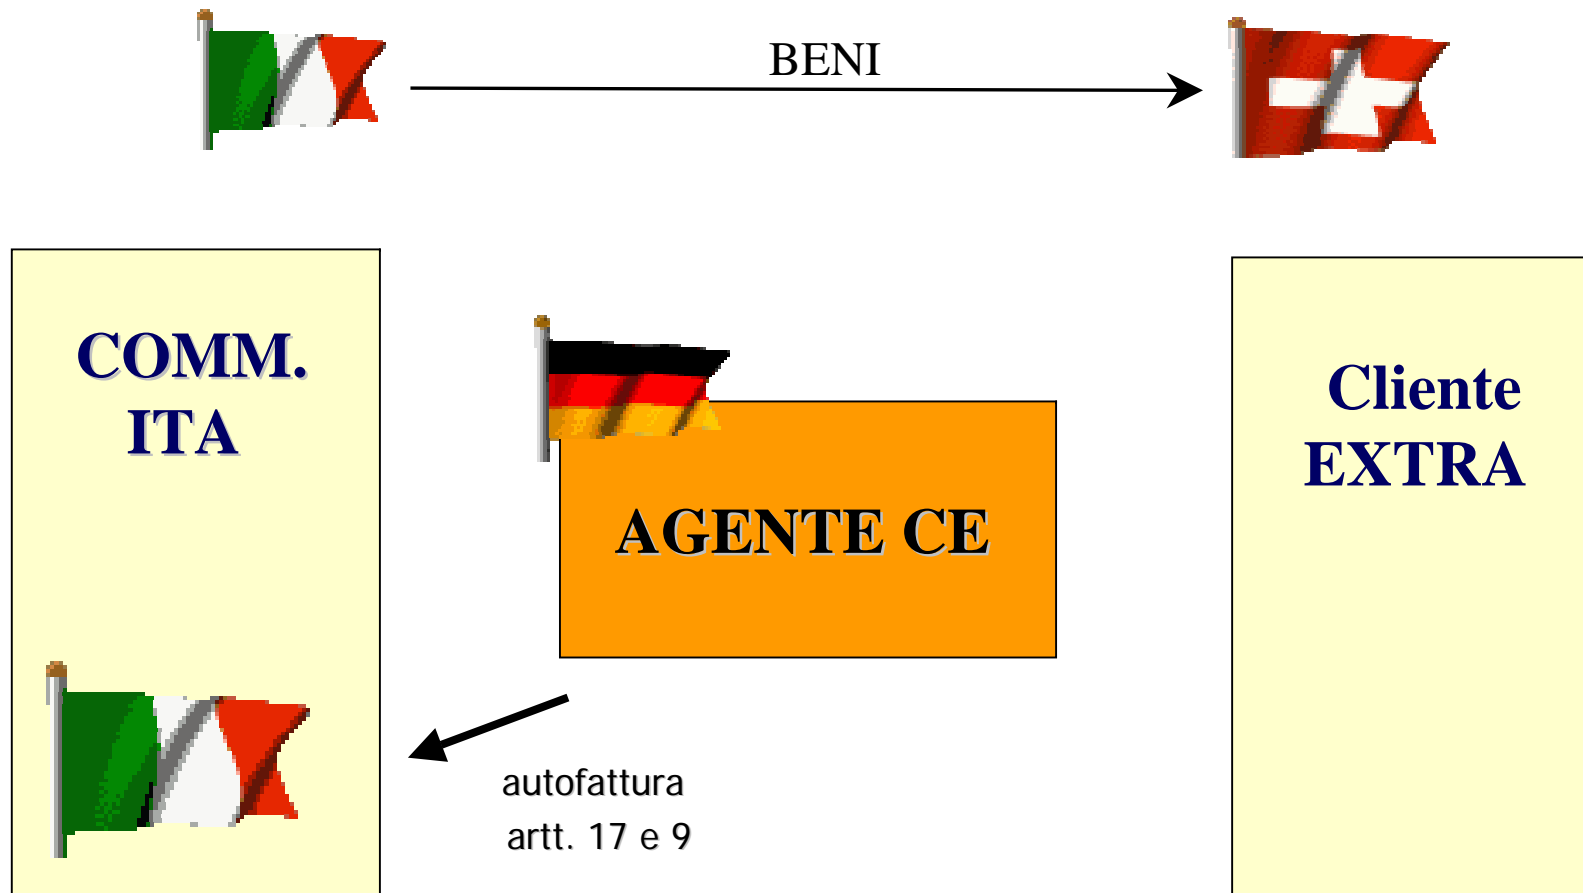 BENI
COMM.
ITA
Cliente
EXTRA
AGENTE CE
autofattura
artt. 17 e 9